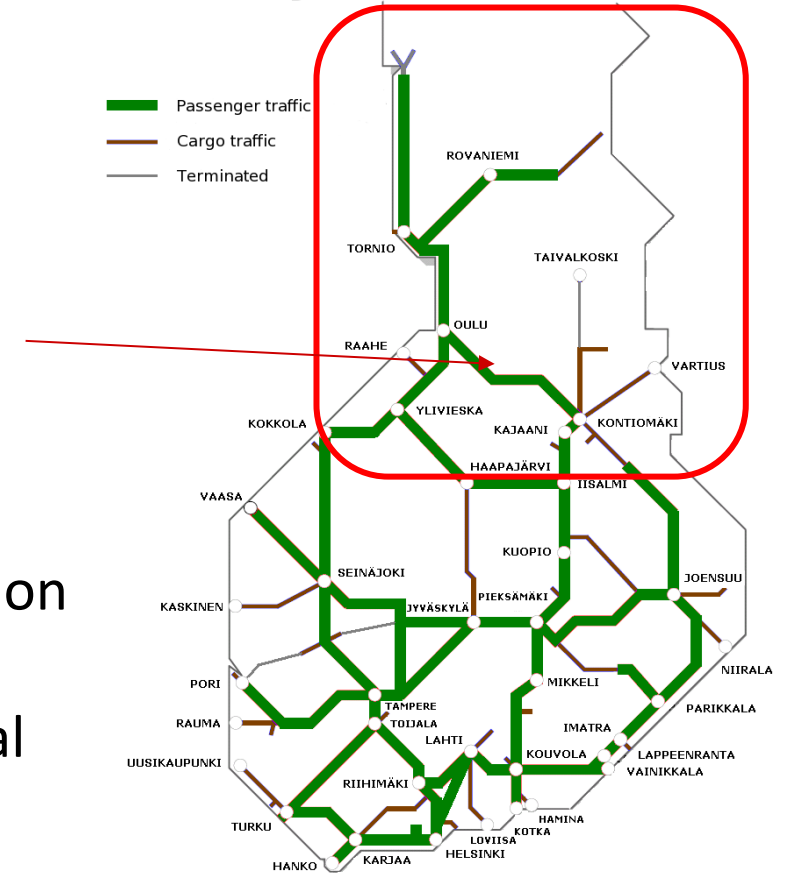 Passenger traffic
Cargo traffic
Terminated
ROVANIEMI
TORNIO
TAIVALKOSKI
OULU
RAAHE
VARTIUS
YLIVIESKA
KOKKOLA
KONTIOMÄKI
KAJAANI
HAAPAJÄRVI
IISALMI
VAASA
KUOPIO
SEINÄJOKI
JOENSUU
on
KASKINEN
JYVÄSKYLÄ
PIEKSÄMÄKI
NIIRALA
PORI
MIKKELI
PARIKKALA
TAMPERE
RAUMA
TOIJALA
al
IMATRA
LAHTI
KOUVOLA
LAPPEENRANTA
UUSIKAUPUNKI
VAINIKKALA
RIIHIMÄKI
HAMINA
TURKU
KOTKA
LOVIISA
HELSINKI
KARJAA
HANKO